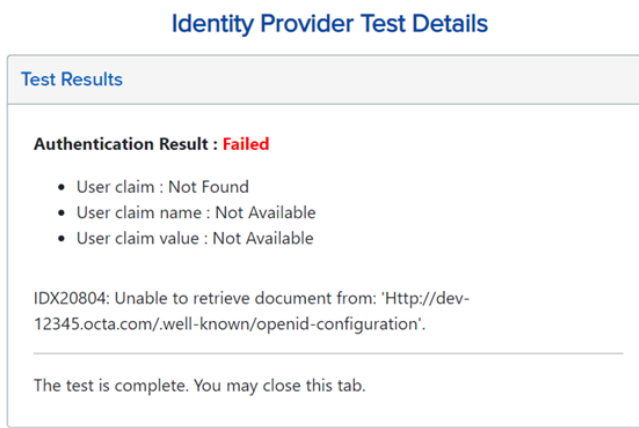 Identity Provider Test Details
Test Results
Authentication Result : Failed
• User claim : Not Found
• User claim name : Not Available
• User claim value : Not Available
IDX20804: Unable to retrieve document from: 'Http://dev-
12345.octa.com/.well-known/openid-configuration'.
The test is complete. You may close this tab.